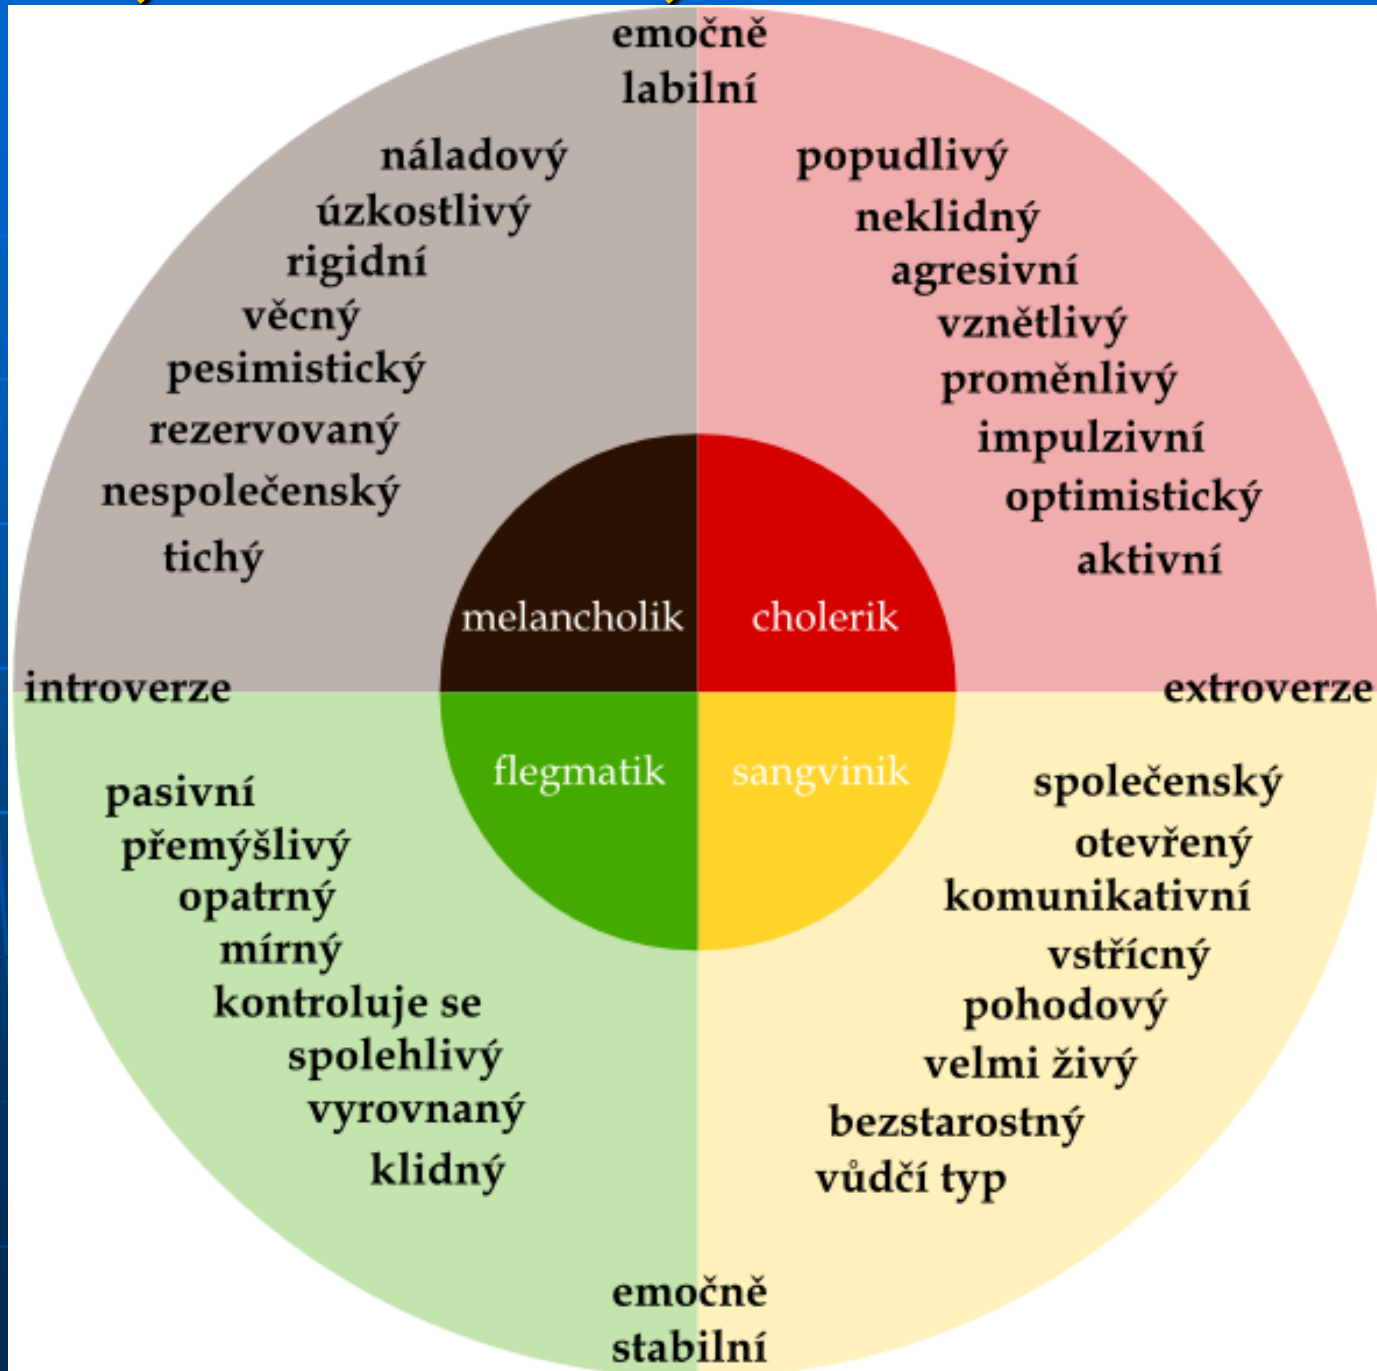 emočně
labilní
náladový
úzkostlivý
rigidní
věcný
pesimistický
rezervovaný
nespolečenský
tichý
popudlivý
neklidný
agresivní
vznětlivý
proměnlivý
impulzivní
optimistický
aktivní
melancholik
cholerik
introverze
extroverze
flegmatik
sangvinik
pasivní
přemýšlivý
opatrný
mírný
kontroluje se
spolehlivý
vyrovnaný
klidný
společenský
otevřený
komunikativní
vstřícný
pohodový
velmi živý
bezstarostný
vůdčí typ
emočně
stabilní